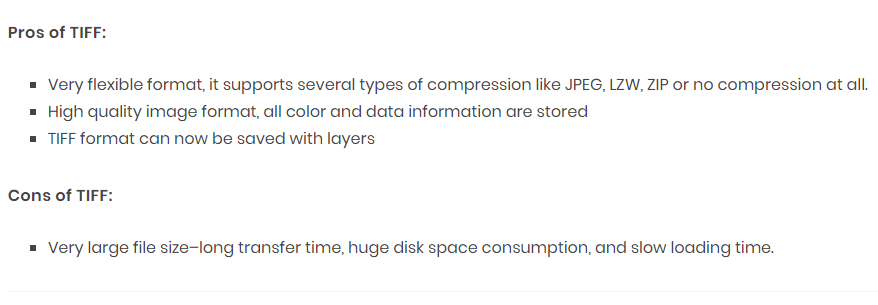 Pros of TIFF:
▪ Very flexible format, it supports several types of compression like JPEG, LZW, ZIP or no compression at all.
▪ High quality image format, all color and data information are stored
▪ TIFF format can now be saved with layers
Cons of TIFF:
▪ Very large file size–long transfer time, huge disk space consumption, and slow loading time.